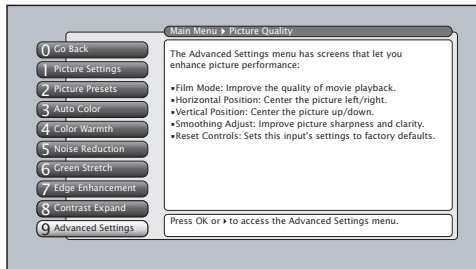 Main Menu ▸ Picture Quality
0 Go Back
1 Picture Settings
2 Picture Presets
3 Auto Color
4 Color Warmth
5 Noise Reduction
6 Green Stretch
7 Edge Enhancement
8 Contrast Expand
9 Advanced Settings
The Advanced Settings menu has screens that let you
enhance picture performance:
▪Film Mode: Improve the quality of movie playback.
▪Horizontal Position: Center the picture left/right.
▪Vertical Position: Center the picture up/down.
▪Smoothing Adjust: Improve picture sharpness and clarity.
▪Reset Controls: Sets this input's settings to factory defaults.
Press OK or ▸ to access the Advanced Settings menu.